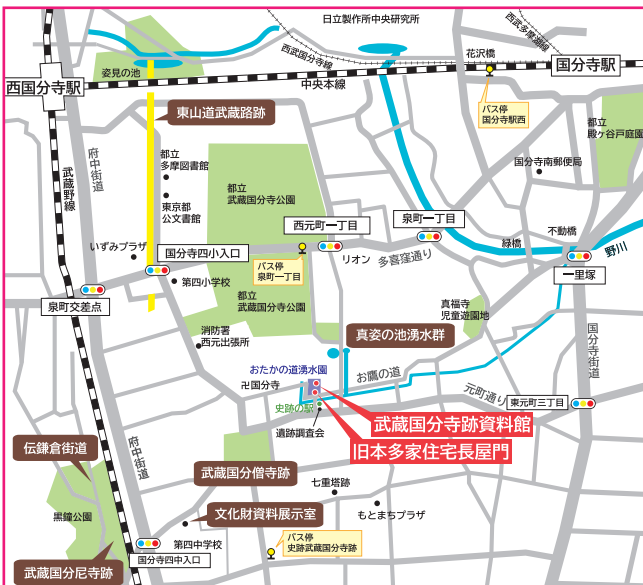 日立製作所中央研究所
西武国分寺線
西武多摩湖線
花沢橋
国分寺駅
姿見の池
中央本線
西国分寺駅
バス停
国分寺駅西
東山道武蔵路跡
都立
殿ヶ谷戸庭園
府中街道
武蔵野線
都立
多摩図書館
国分寺南郵便局
都立
武蔵国分寺公園
東京都
公文書館
西元町一丁目
泉町一丁目
不動橋
緑橋
野川
いずみプラザ
国分寺四小入口
リオン
多喜窪通り
バス停
泉町一丁目
一里塚
第四小学校
泉町交差点
都立
武蔵国分寺公園
真福寺
児童遊園地
消防署
西元出張所
真姿の池湧水群
国分寺街道
おたかの道湧水園
お鷹の道
卍国分寺
元町通り
史跡の駅
東元町三丁目
武蔵国分寺跡資料館
遺跡調査会
旧本多家住宅長屋門
府中街道
伝鎌倉街道
武蔵国分僧寺跡
七重塔跡
文化財資料展示室
もとまちプラザ
黒鐘公園
第四中学校
バス停
史跡武蔵国分寺跡
国分寺四中入口
武蔵国分尼寺跡